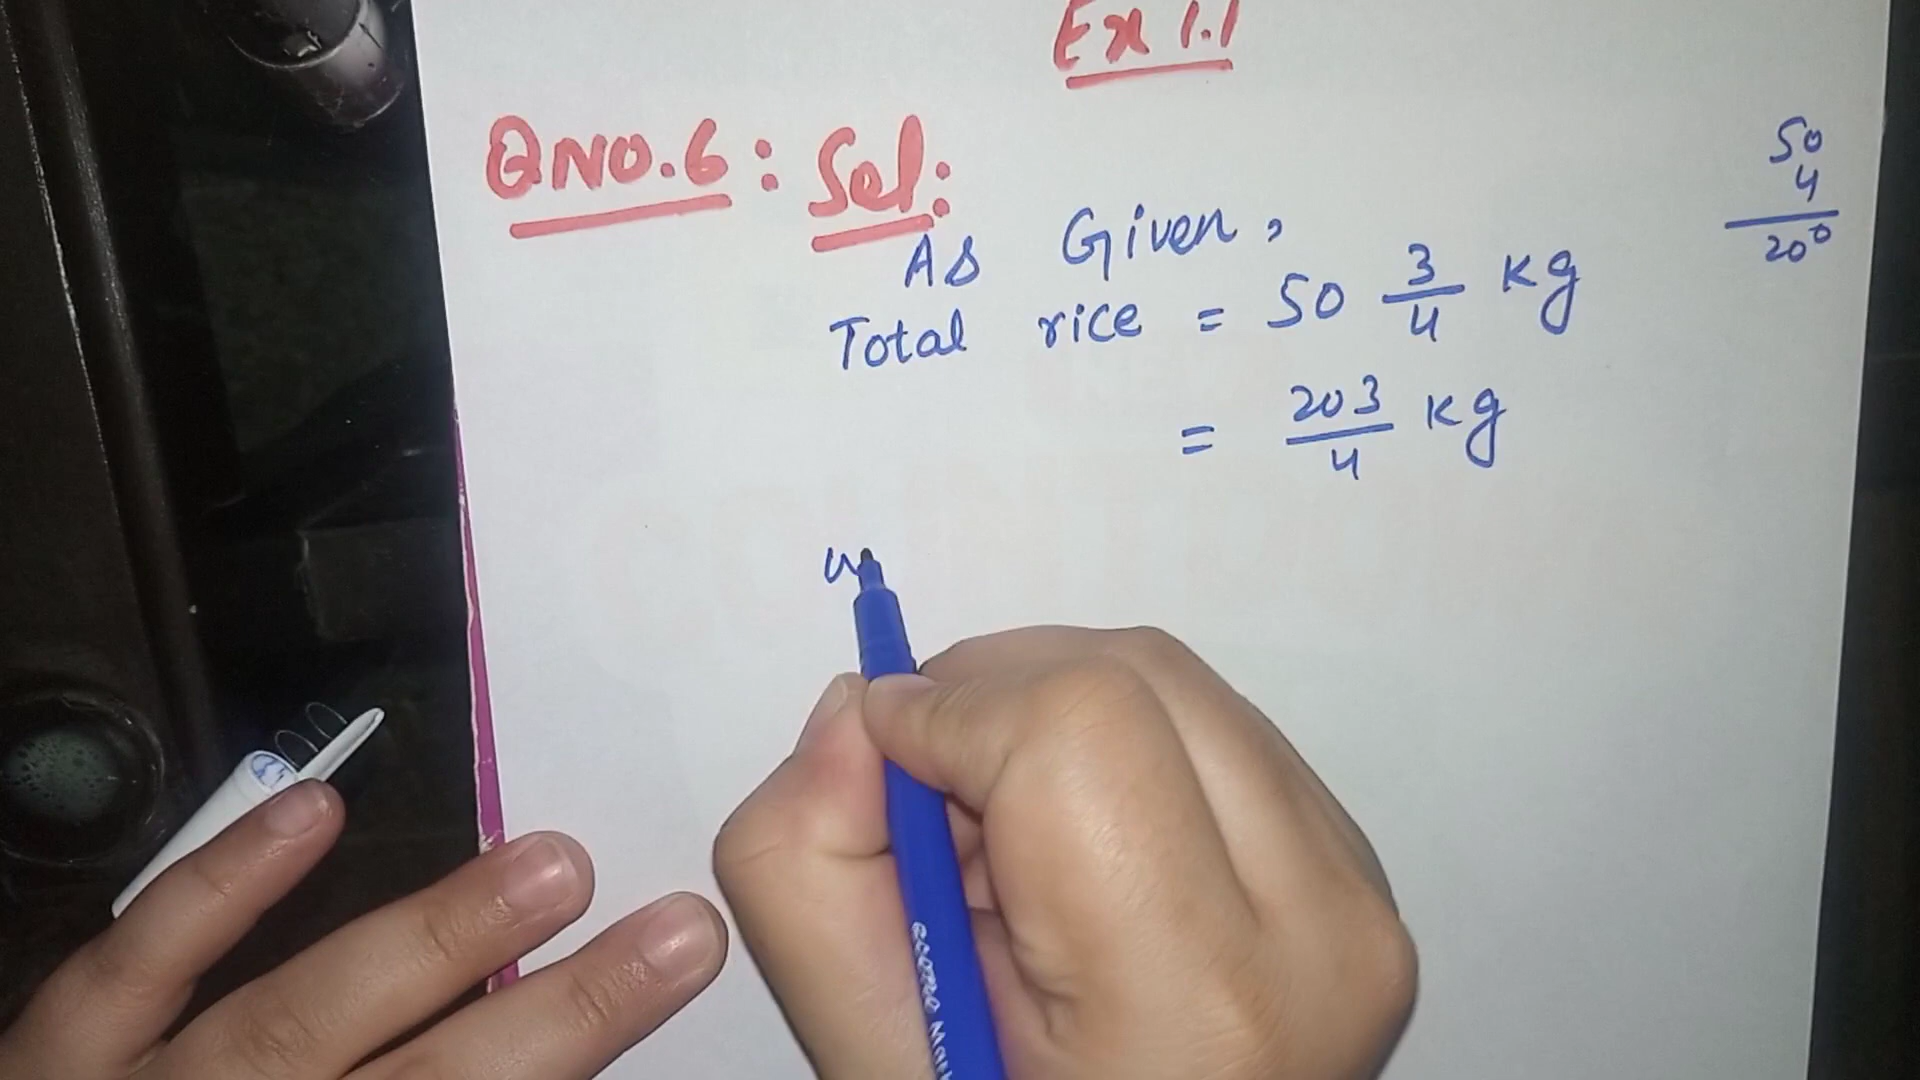 Ex 1.1
Q NO.6: Sol:
50
4
200
As Given,
Total rice = 50 3/4 kg
= 203/4 kg